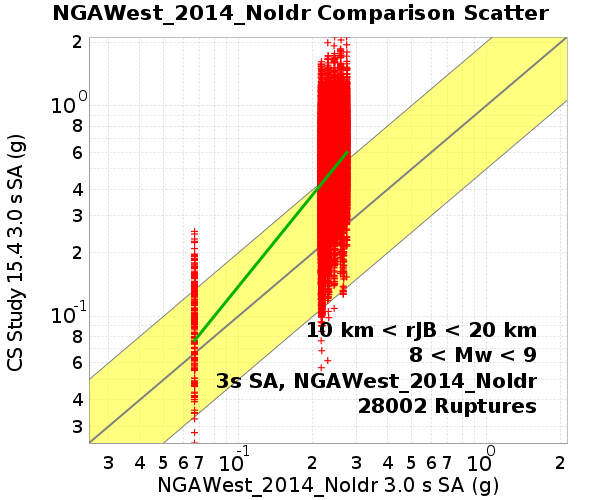 NGAWest_2014_NoIdr Comparison Scatter
CS Study 15.4 3.0 s SA (g)
2
10^0
8
6
4
3
2
10^-1
8
6
4
3
10 km < rJB < 20 km
8 < Mw < 9
3s SA, NGAWest_2014_NoIdr
28002 Ruptures
3 4 5 6 7 10^-1 2 3 4 5 6 7 10^0 2
NGAWest_2014_NoIdr 3.0 s SA (g)